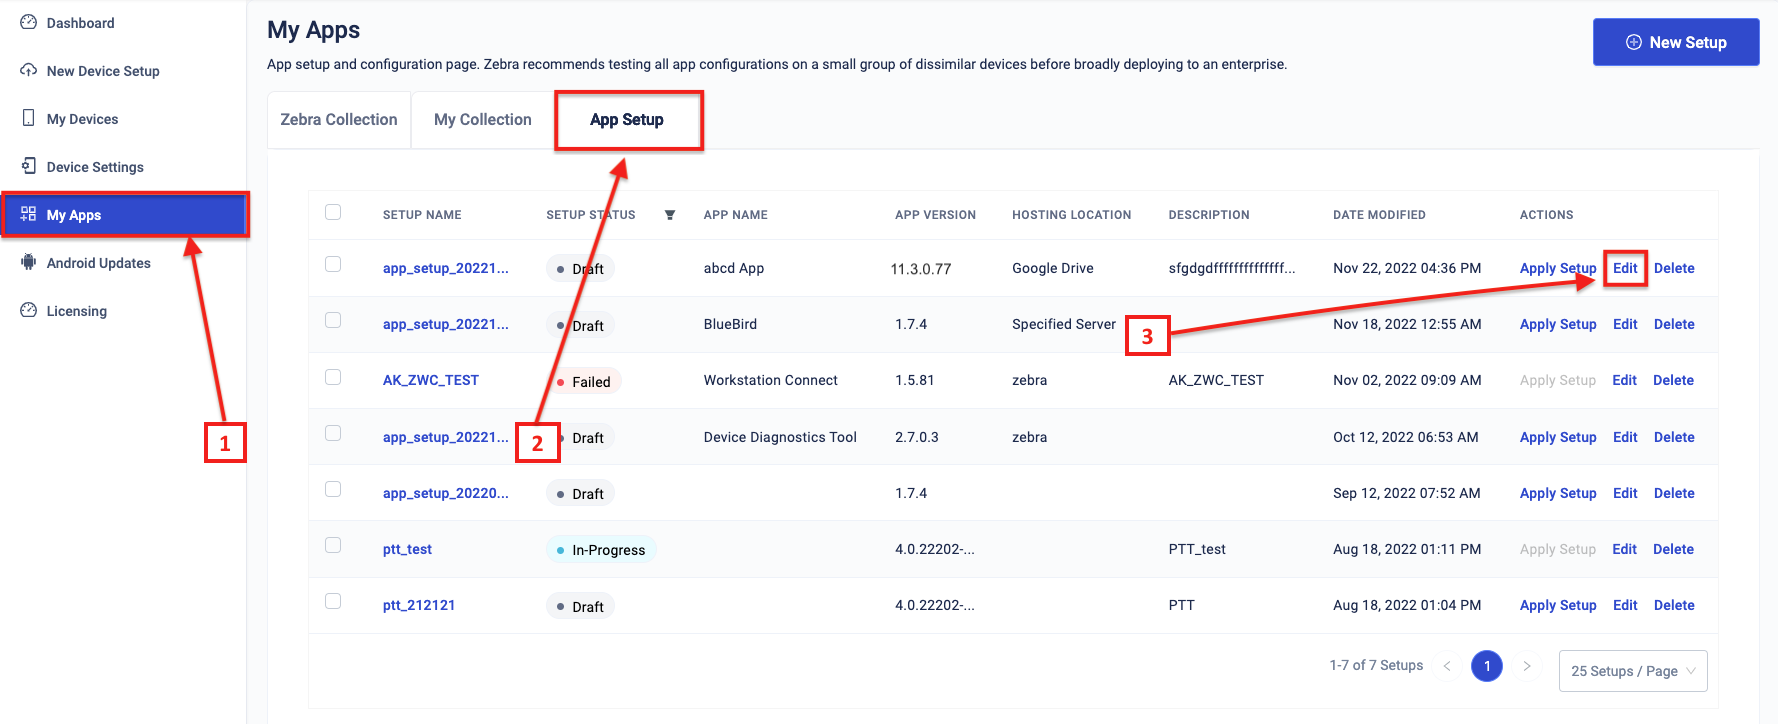 Dashboard
New Device Setup
My Devices
Device Settings
My Apps
Android Updates
Licensing
My Apps
App setup and configuration page. Zebra recommends testing all app configurations on a small group of dissimilar devices before broadly deploying to an enterprise.
New Setup
Zebra Collection My Collection App Setup
SETUP NAME SETUP STATUS APP NAME APP VERSION HOSTING LOCATION DESCRIPTION DATE MODIFIED ACTIONS
app_setup_20221... Draft abcd App 11.3.0.77 Google Drive sfgdgdffffffffffffff... Nov 22, 2022 04:36 PM Apply Setup Edit Delete
app_setup_20221... Draft BlueBird 1.7.4 Specified Server Nov 18, 2022 12:55 AM Apply Setup Edit Delete
AK_ZWC_TEST Failed Workstation Connect 1.5.81 zebra AK_ZWC_TEST Nov 02, 2022 09:09 AM Apply Setup Edit Delete
app_setup_20221... Draft Device Diagnostics Tool 2.7.0.3 zebra Oct 12, 2022 06:53 AM Apply Setup Edit Delete
app_setup_20220... Draft 1.7.4 Sep 12, 2022 07:52 AM Apply Setup Edit Delete
ptt_test In-Progress 4.0.22202-... PTT_test Aug 18, 2022 01:11 PM Apply Setup Edit Delete
ptt_212121 Draft 4.0.22202-... PTT Aug 18, 2022 01:04 PM Apply Setup Edit Delete
1-7 of 7 Setups < 1 > 25 Setups / Page
1
2
3